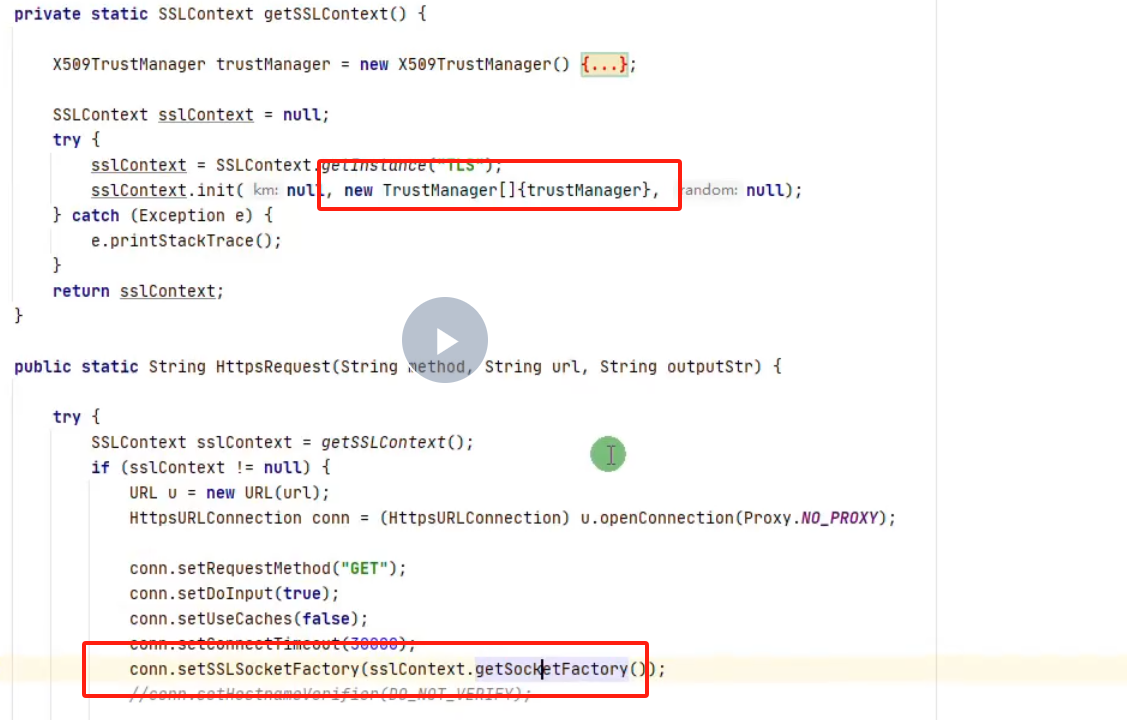 private static SSLContext getSSLContext() {
X509TrustManager trustManager = new X509TrustManager() {...};
SSLContext sslContext = null;
try {
sslContext = SSLContext.getInstance("TLS");
sslContext.init( km: null, new TrustManager[]{trustManager}, random: null);
} catch (Exception e) {
e.printStackTrace();
}
return sslContext;
}
public static String HttpsRequest(String method, String url, String outputStr) {
try {
SSLContext sslContext = getSSLContext();
if (sslContext != null) {
URL u = new URL(url);
HttpsURLConnection conn = (HttpsURLConnection) u.openConnection(Proxy.NO_PROXY);
conn.setRequestMethod("GET");
conn.setDoInput(true);
conn.setUseCaches(false);
conn.setConnectTimeout(30000);
conn.setSSLSocketFactory(sslContext.getSocketFactory());
//conn.setHostnameVerifier(DO_NOT_VERIFY);